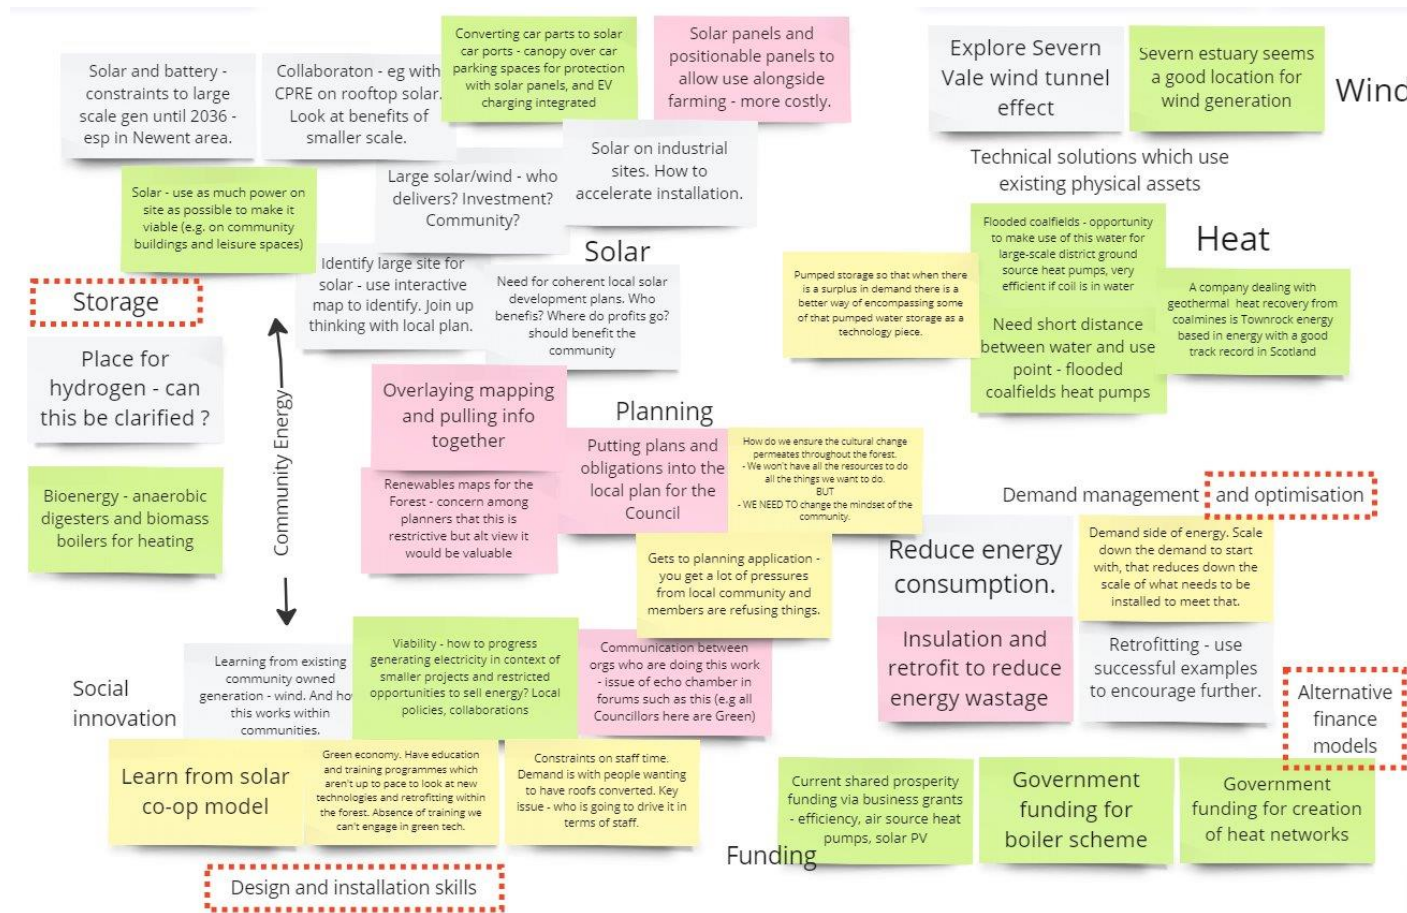 Solar and battery -
constraints to large
scale gen until 2036 -
esp in Newent area.
Collaboraton - eg with
CPRE on rooftop solar.
Look at benefits of
smaller scale.
Converting car parts to solar
car ports - canopy over car
parking spaces for protection
with solar panels, and EV
charging integrated
Solar panels and
positionable panels to
allow use alongside
farming - more costly.
Explore Severn
Vale wind tunnel
effect
Severn estuary seems
a good location for
wind generation
Wind
Solar - use as much power on
site as possible to make it
viable (e.g. on community
buildings and leisure spaces)
Large solar/wind - who
delivers? Investment?
Community?
Solar on industrial
sites. How to
accelerate installation.
Technical solutions which use
existing physical assets
Solar
Identify large site for
solar - use interactive
map to identify. Join up
thinking with local plan.
Need for coherent local solar
development plans. Who
benefis? Where do profits go?
should benefit the
community
Pumped storage so that when there
is a surplus in demand there is a
better way of encompassing some
of that pumped water storage as a
technology piece.
Flooded coalfields - opportunity
to make use of this water for
large-scale district ground
source heat pumps, very
efficient if coil is in water
Heat
A company dealing with
geothermal heat recovery from
coalmines is Townrock energy
based in energy with a good
track record in Scotland
Need short distance
between water and use
point - flooded
coalfields heat pumps
Storage
Place for
hydrogen - can
this be clarified ?
Bioenergy - anaerobic
digesters and biomass
boilers for heating
Community Energy
Overlaying mapping
and pulling info
together
Planning
Putting plans and
obligations into the
local plan for the
Council
How do we ensure the cultural change
permeates throughout the forest.
- We won't have all the resources to do
all the things we want to do.
BUT
- WE NEED TO change the mindset of the
community.
Renewables maps for the
Forest - concern among
planners that this is
restrictive but alt view it
would be valuable
Gets to planning application -
you get a lot of pressures
from local community and
members are refusing things.
Demand management and optimisation
Reduce energy
consumption.
Demand side of energy. Scale
down the demand to start
with, that reduces down the
scale of what needs to be
installed to meet that.
Insulation and
retrofit to reduce
energy wastage
Retrofitting - use
successful examples
to encourage further.
Alternative
finance
models
Social
innovation
Learning from existing
community owned
generation - wind. And how
this works within
communities.
Viability - how to progress
generating electricity in context of
smaller projects and restricted
opportunities to sell energy? Local
policies, collaborations
Communication between
orgs who are doing this work
- issue of echo chamber in
forums such as this (e.g all
Councillors here are Green)
Learn from solar
co-op model
Green economy. Have education
and training programmes which
aren't up to pace to look at new
technologies and retrofitting within
the forest. Absence of training we
can't engage in green tech.
Constraints on staff time.
Demand is with people wanting
to have roofs converted. Key
issue - who is going to drive it in
terms of staff.
Funding
Current shared prosperity
funding via business grants
- efficiency, air source heat
pumps, solar PV
Government
funding for
boiler scheme
Government
funding for creation
of heat networks
Design and installation skills